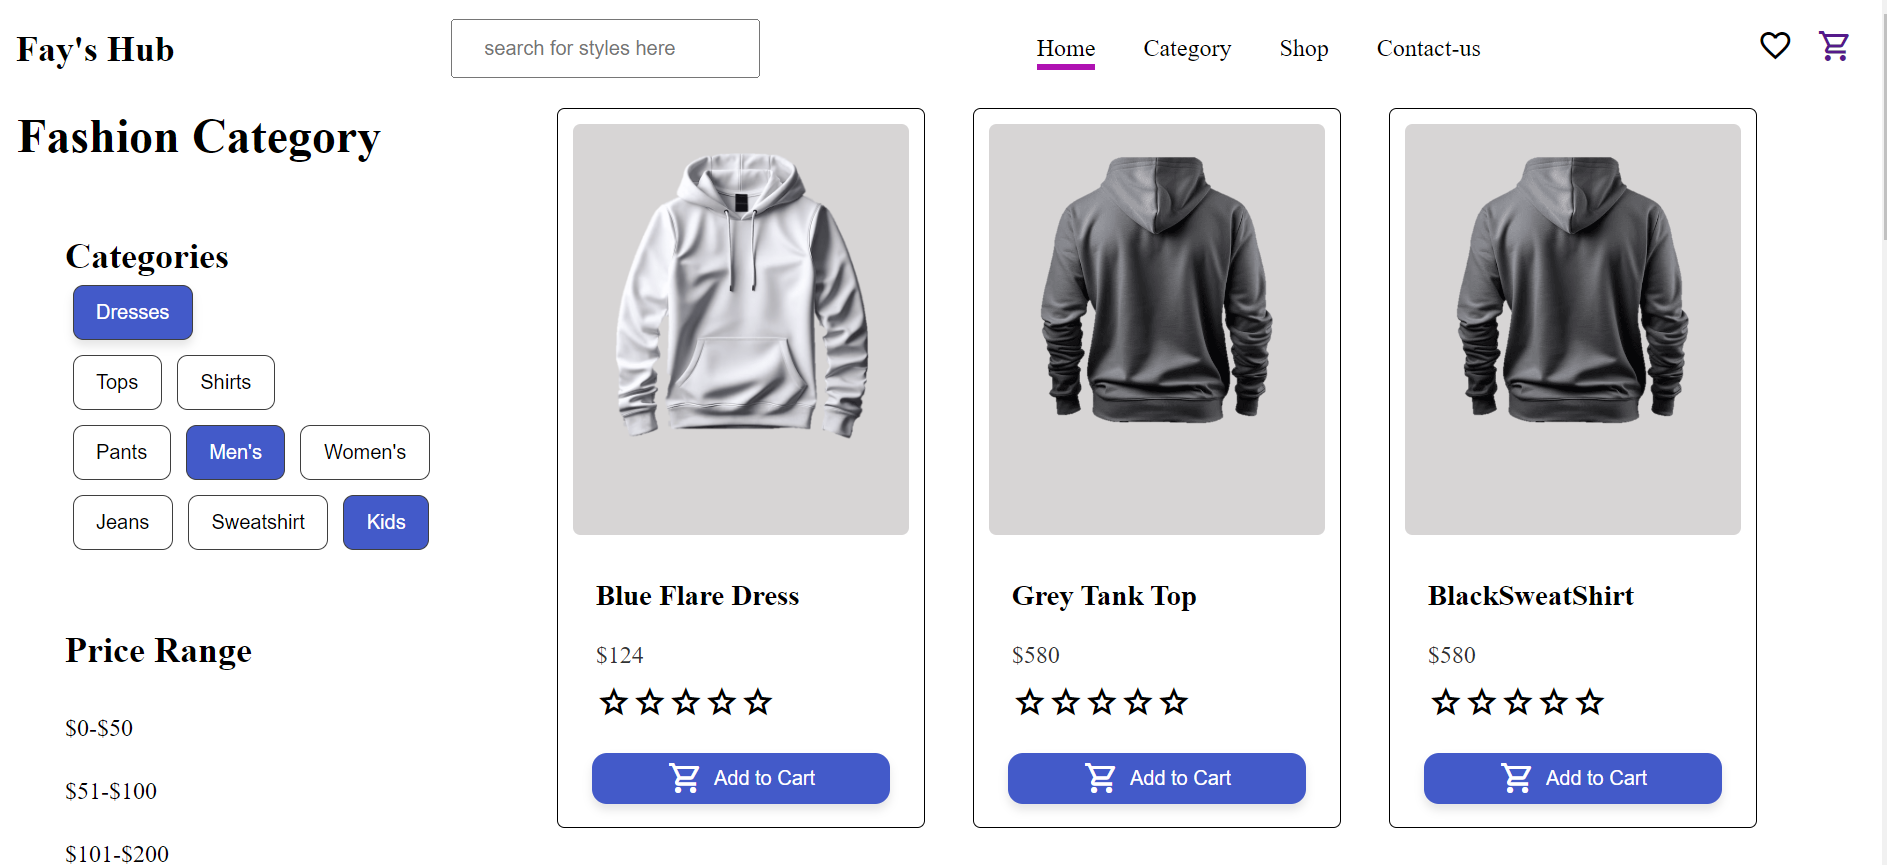 Fay's Hub
search for styles here
Home Category Shop Contact-us
Fashion Category
Categories
Dresses
Tops Shirts
Pants Men's Women's
Jeans Sweatshirt Kids
Price Range
$0-$50
$51-$100
$101-$200
Blue Flare Dress
$124
Add to Cart
Grey Tank Top
$580
Add to Cart
BlackSweatShirt
$580
Add to Cart